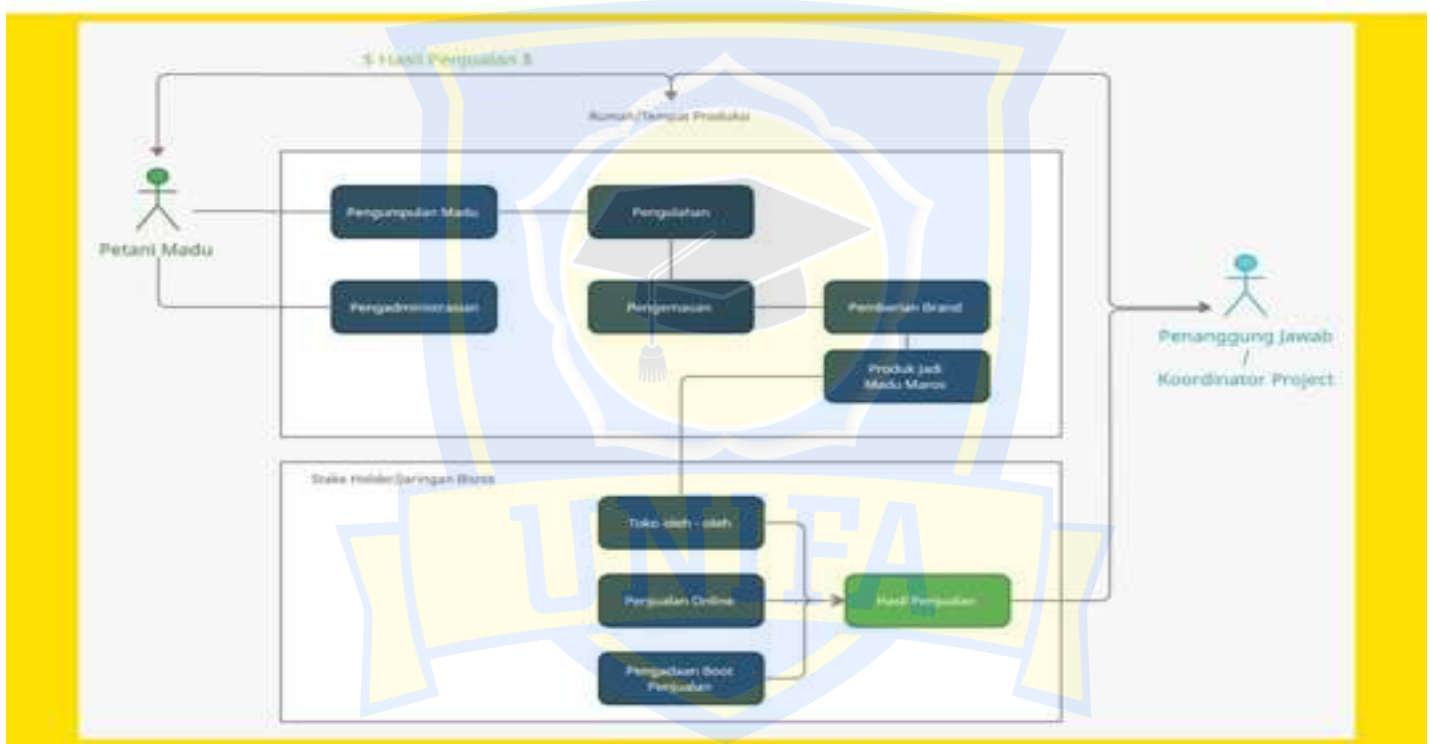 $ Hasil Penjualan $
Rumah/Tempat Produksi
Petani Madu
Pengumpulan Madu
Pengolahan
Pengadministrasian
Pengemasan
Pemberian Brand
Produk Jadi
Madu Maros
Penanggung Jawab
/
Koordinator Project
Stake Holder/Jaringan Bisnis
Toko oleh - oleh
Penjualan Online
Hasil Penjualan
Pengadaan Boot
Penjualan
UNIFA